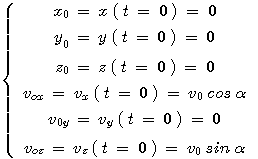 x₀ = x ( t = 0 ) = 0
y₀ = y ( t = 0 ) = 0
z₀ = z ( t = 0 ) = 0
v₀ₓ = vₓ ( t = 0 ) = v₀ cos α
v₀y = vy ( t = 0 ) = 0
v₀z = vz ( t = 0 ) = v₀ sin α